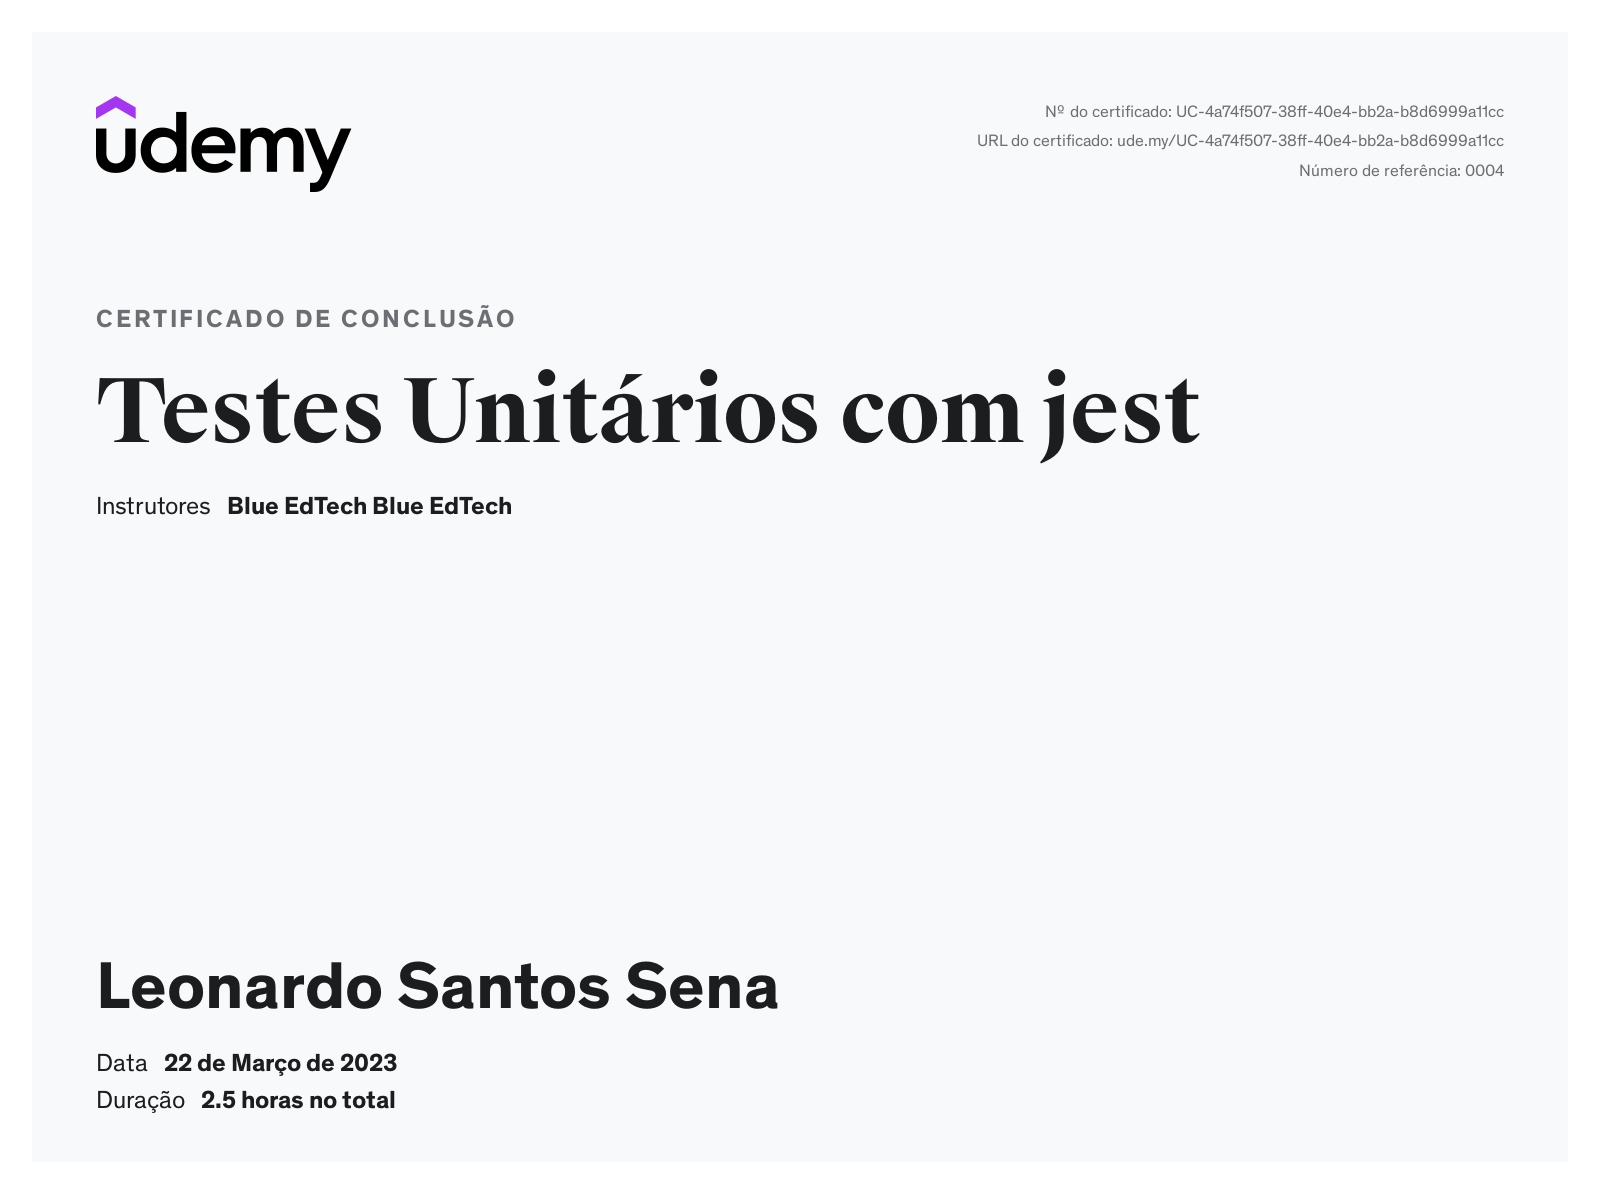 udemy
Nº do certificado: UC-4a74f507-38ff-40e4-bb2a-b8d6999a11cc
URL do certificado: ude.my/UC-4a74f507-38ff-40e4-bb2a-b8d6999a11cc
Número de referência: 0004
CERTIFICADO DE CONCLUSÃO
Testes Unitários com jest
Instrutores Blue EdTech Blue EdTech
Leonardo Santos Sena
Data 22 de Março de 2023
Duração 2.5 horas no total